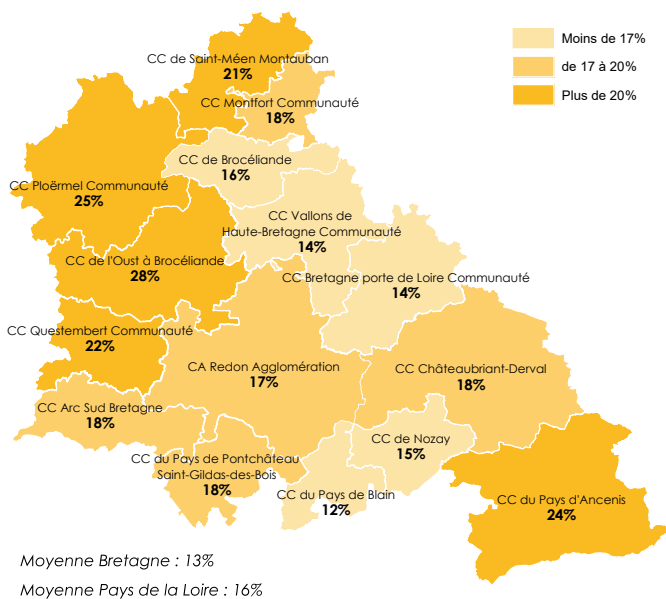 Moins de 17%
de 17 à 20%
Plus de 20%
CC de Saint-Méen Montauban
21%
CC Montfort Communauté
18%
CC de Brocéliande
16%
CC Ploërmel Communauté
25%
CC Vallons de
Haute-Bretagne Communauté
14%
CC de l'Oust à Brocéliande
28%
CC Bretagne porte de Loire Communauté
14%
CC Questembert Communauté
22%
CA Redon Agglomération
17%
CC Châteaubriant-Derval
18%
CC Arc Sud Bretagne
18%
CC de Nozay
15%
CC du Pays de Pontchâteau
Saint-Gildas-des-Bois
18%
CC du Pays de Blain
12%
CC du Pays d'Ancenis
24%
Moyenne Bretagne : 13%
Moyenne Pays de la Loire : 16%